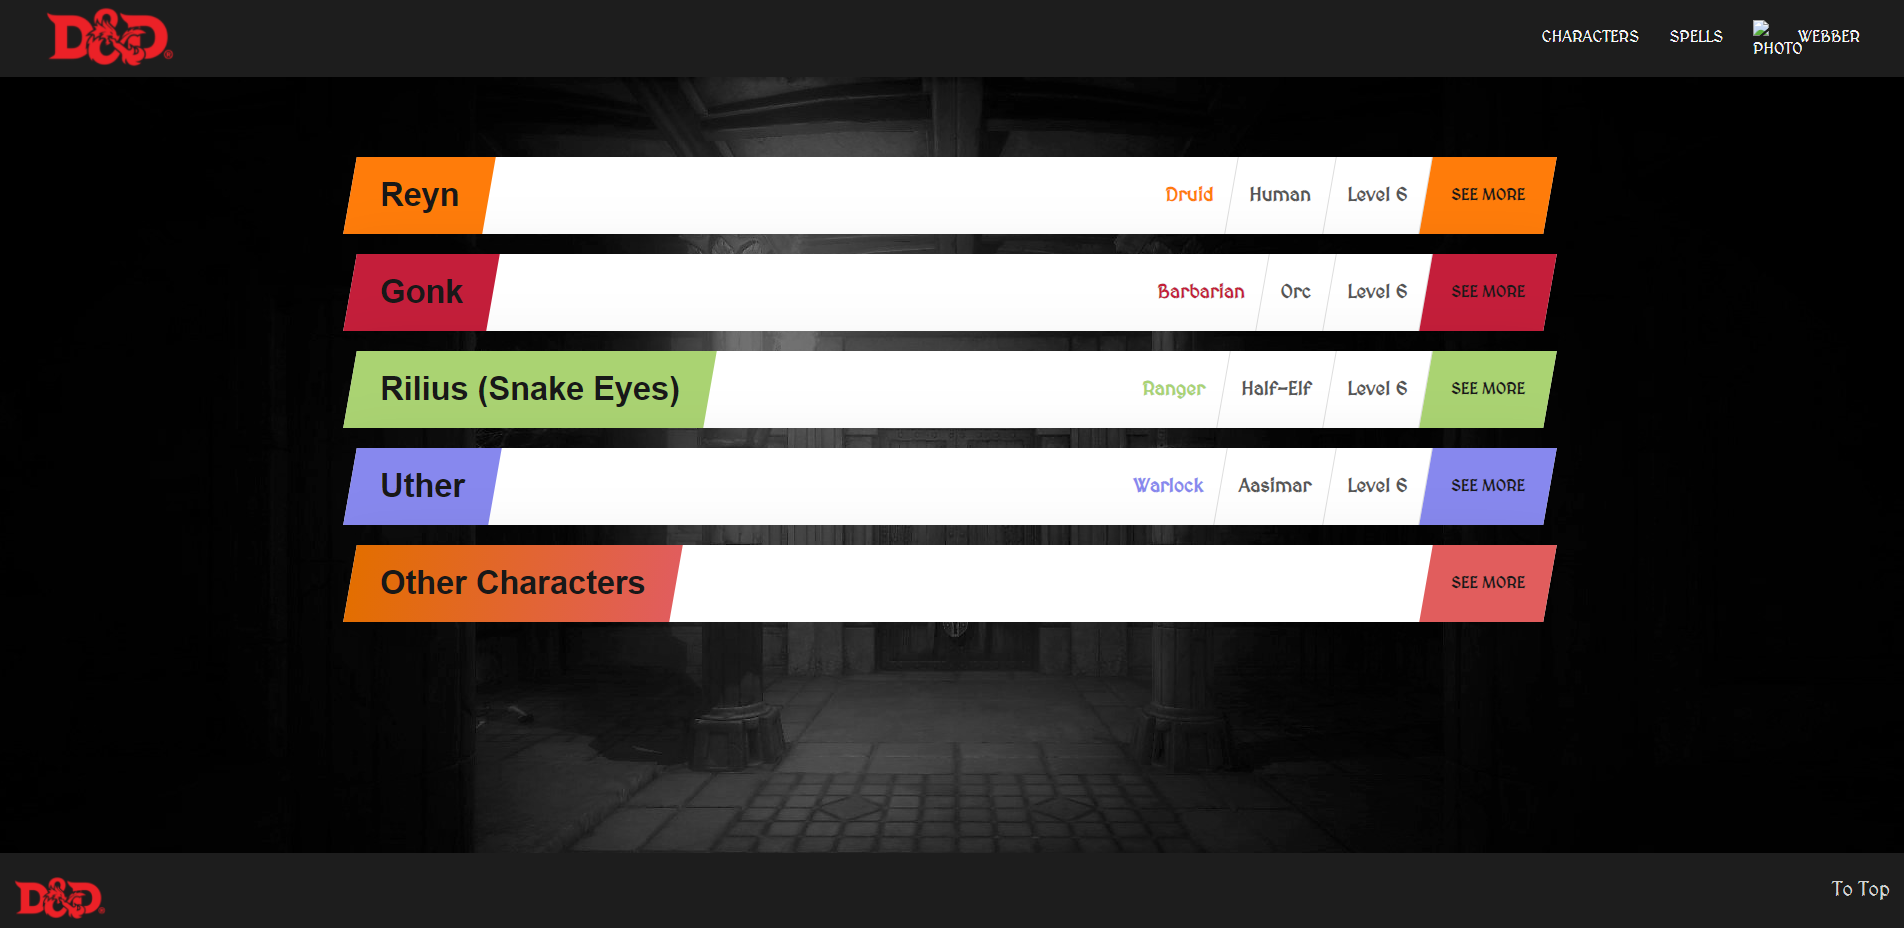 D&D®
CHARACTERS SPELLS PHOTO WEBBER
Reyn Druid Human Level 6 SEE MORE
Gonk Barbarian Orc Level 6 SEE MORE
Rilius (Snake Eyes) Ranger Half-Elf Level 6 SEE MORE
Uther Warlock Aasimar Level 6 SEE MORE
Other Characters SEE MORE
D&D® To Top